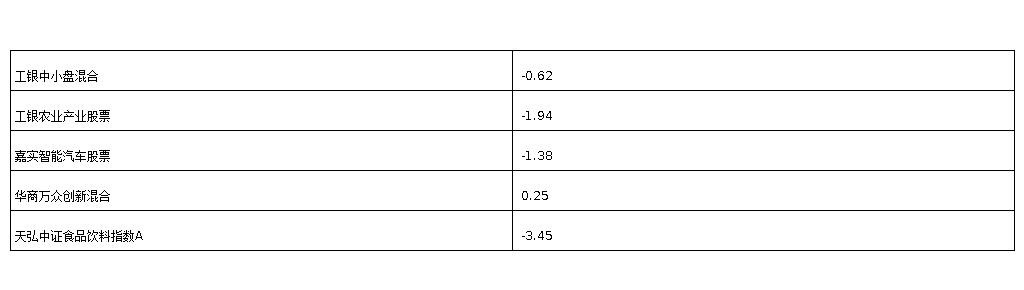 工银中小盘混合 -0.62
工银农业产业股票 -1.94
嘉实智能汽车股票 -1.38
华商万众创新混合 0.25
天弘中证食品饮料指数A -3.45